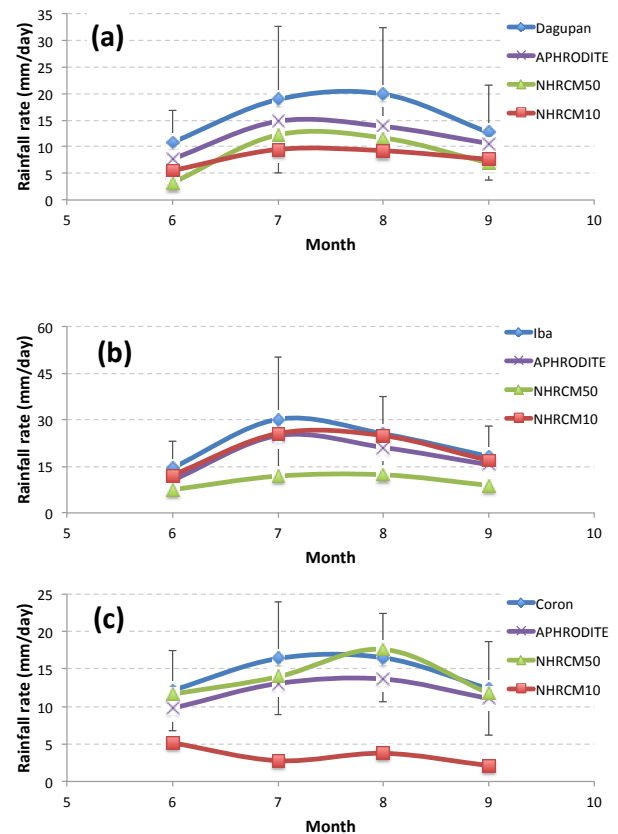 (a)
Rainfall rate (mm/day)
35
30
25
20
15
10
5
0
5 6 7 8 9 10
Month
Dagupan
APHRODITE
NHRCM50
NHRCM10
(b)
Rainfall rate (mm/day)
60
45
30
15
0
5 6 7 8 9 10
Month
Iba
APHRODITE
NHRCM50
NHRCM10
(c)
Rainfall rate (mm/day)
25
20
15
10
5
0
5 6 7 8 9 10
Month
Coron
APHRODITE
NHRCM50
NHRCM10